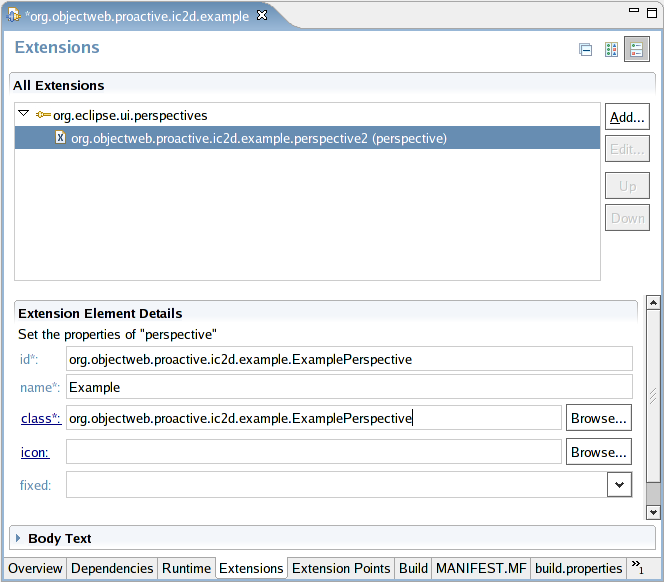 *org.objectweb.proactive.ic2d.example
Extensions
All Extensions
org.eclipse.ui.perspectives
org.objectweb.proactive.ic2d.example.perspective2 (perspective)
Add...
Edit...
Up
Down
Extension Element Details
Set the properties of "perspective"
id*: org.objectweb.proactive.ic2d.example.ExamplePerspective
name*: Example
class*: org.objectweb.proactive.ic2d.example.ExamplePerspective Browse...
icon: Browse...
fixed:
Body Text
Overview Dependencies Runtime Extensions Extension Points Build MANIFEST.MF build.properties »1